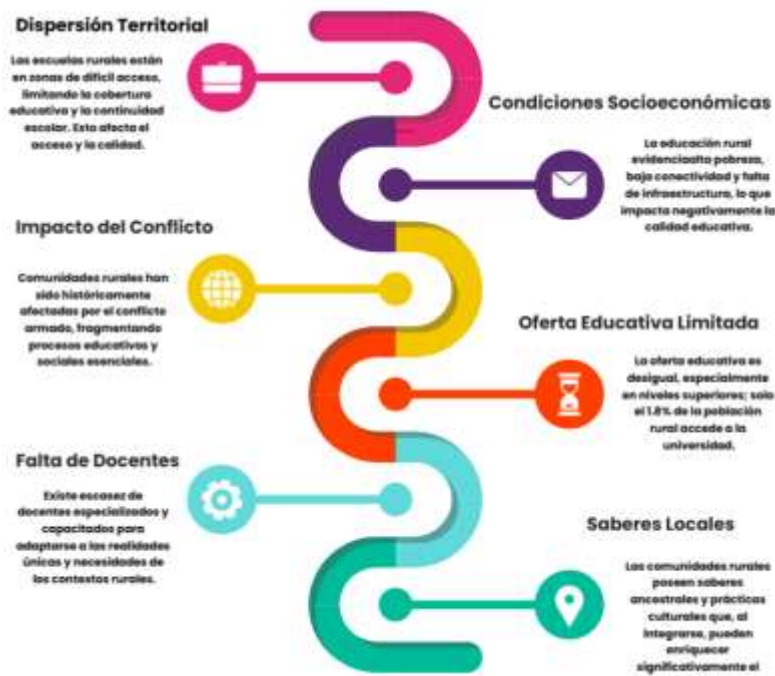 Dispersión Territorial
Las escuelas rurales están
en zonas de difícil acceso,
limitando la cobertura
educativa y la continuidad
escolar. Esto afecta el
acceso y la calidad.
Condiciones Socioeconómicas
La educación rural
evidenciaalta pobreza,
baja conectividad y falta
de infraestructura, lo que
impacta negativamente la
calidad educativa.
Impacto del Conflicto
Comunidades rurales han
sido históricamente
afectadas por el conflicto
armado, fragmentando
procesos educativos y
sociales esenciales.
Oferta Educativa Limitada
La oferta educativa es
desigual, especialmente
en niveles superiores; solo
el 1.8% de la población
rural accede a la
universidad.
Falta de Docentes
Existe escasez de
docentes especializados y
capacitados para
adaptarse a las realidades
únicas y necesidades de
los contextos rurales.
Saberes Locales
Las comunidades rurales
poseen saberes
ancestrales y prácticas
culturales que, al
integrarse, pueden
enriquecer
significativamente el